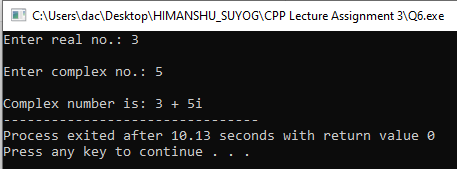 C:\Users\dac\Desktop\HIMANSHU_SUYOG\CPP Lecture Assignment 3\Q6.exe
Enter real no.: 3
Enter complex no.: 5
Complex number is: 3 + 5i
--------------------------------
Process exited after 10.13 seconds with return value 0
Press any key to continue . . .